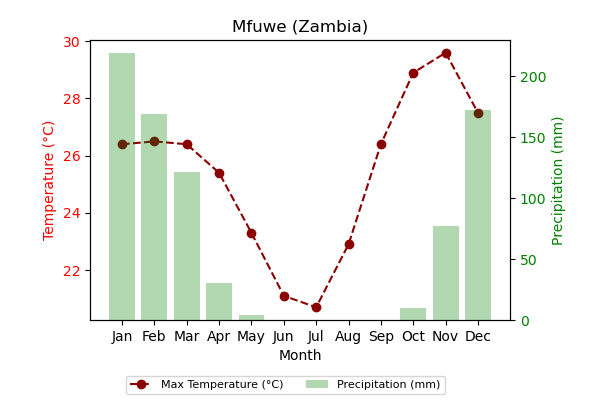 Mfuwe (Zambia)
30
28
26
24
22
Temperature (°C)
200
150
100
50
0
Precipitation (mm)
Jan Feb Mar Apr May Jun Jul Aug Sep Oct Nov Dec
Month
Max Temperature (°C) Precipitation (mm)